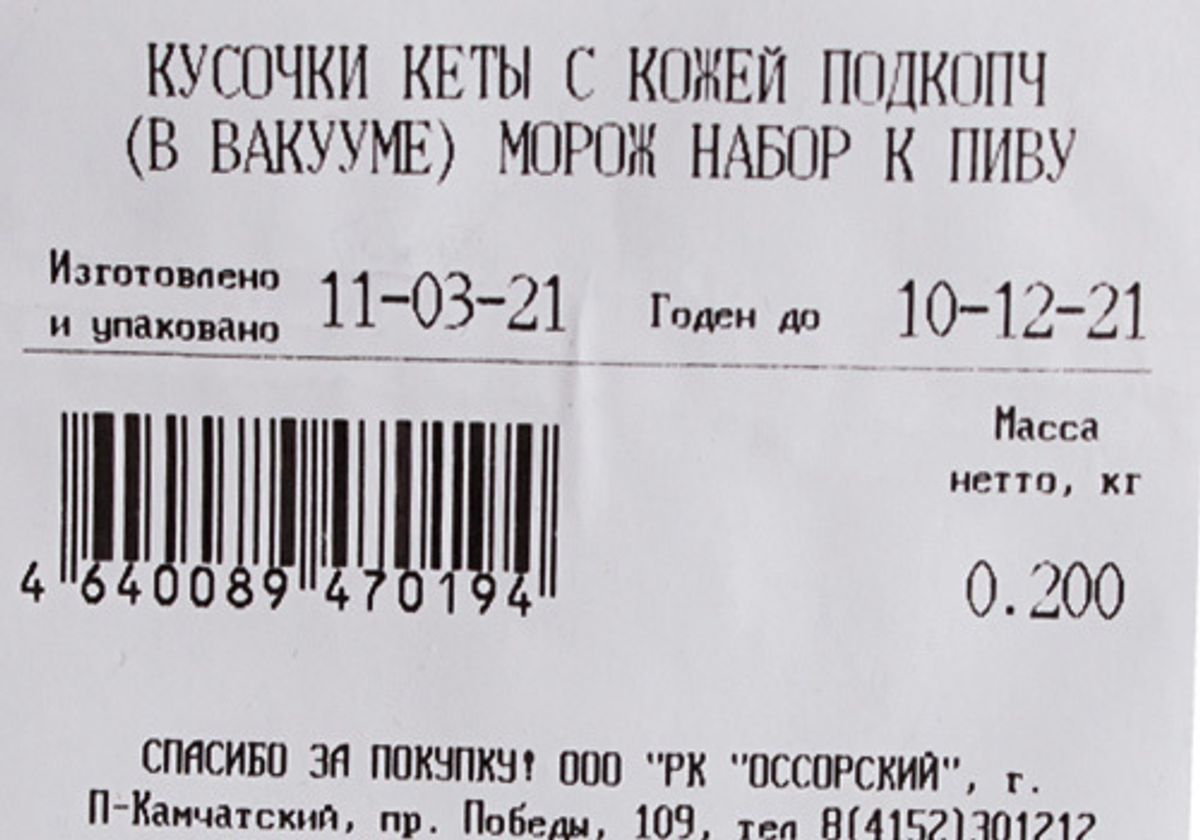 КУСОЧКИ КЕТЫ С КОЖЕЙ ПОДКОПЧ
(В ВАКУУМЕ) МОРОЖ НАБОР К ПИВУ
Изготовлено
и упаковано 11-03-21 Годен до 10-12-21
Масса
нетто, кг
0.200
4 640089 470194
СПАСИБО ЗА ПОКУПКУ! ООО "РК "ОССОРСКИЙ", г.
П-Камчатский, пр. Победы, 109, тел 8(4152)301212